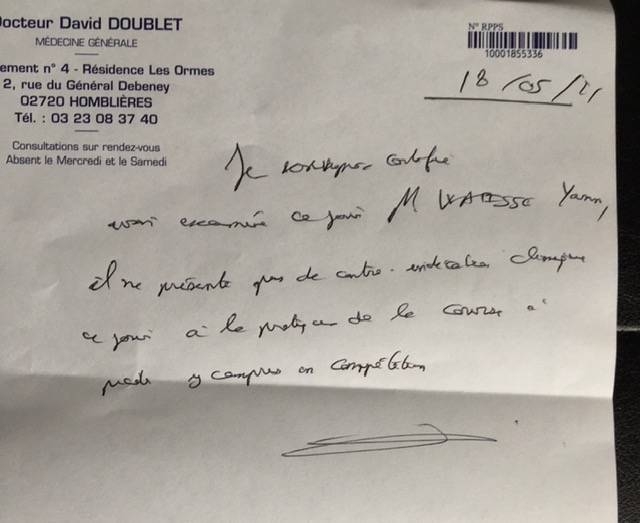 Docteur David DOUBLET
MÉDECINE GÉNÉRALE
ement n° 4 - Résidence Les Ormes
2, rue du Général Debeney
02720 HOMBLIÈRES
Tél. : 03 23 08 37 40
Consultations sur rendez-vous
Absent le Mercredi et le Samedi
N° RPPS
10001855336
18/05/21
Je soussigné certifie
avoir examiné ce jour M Yann,
il ne présente pas de contre-indication clinique
ce jour à la pratique de la course à
pied y compris en compétition